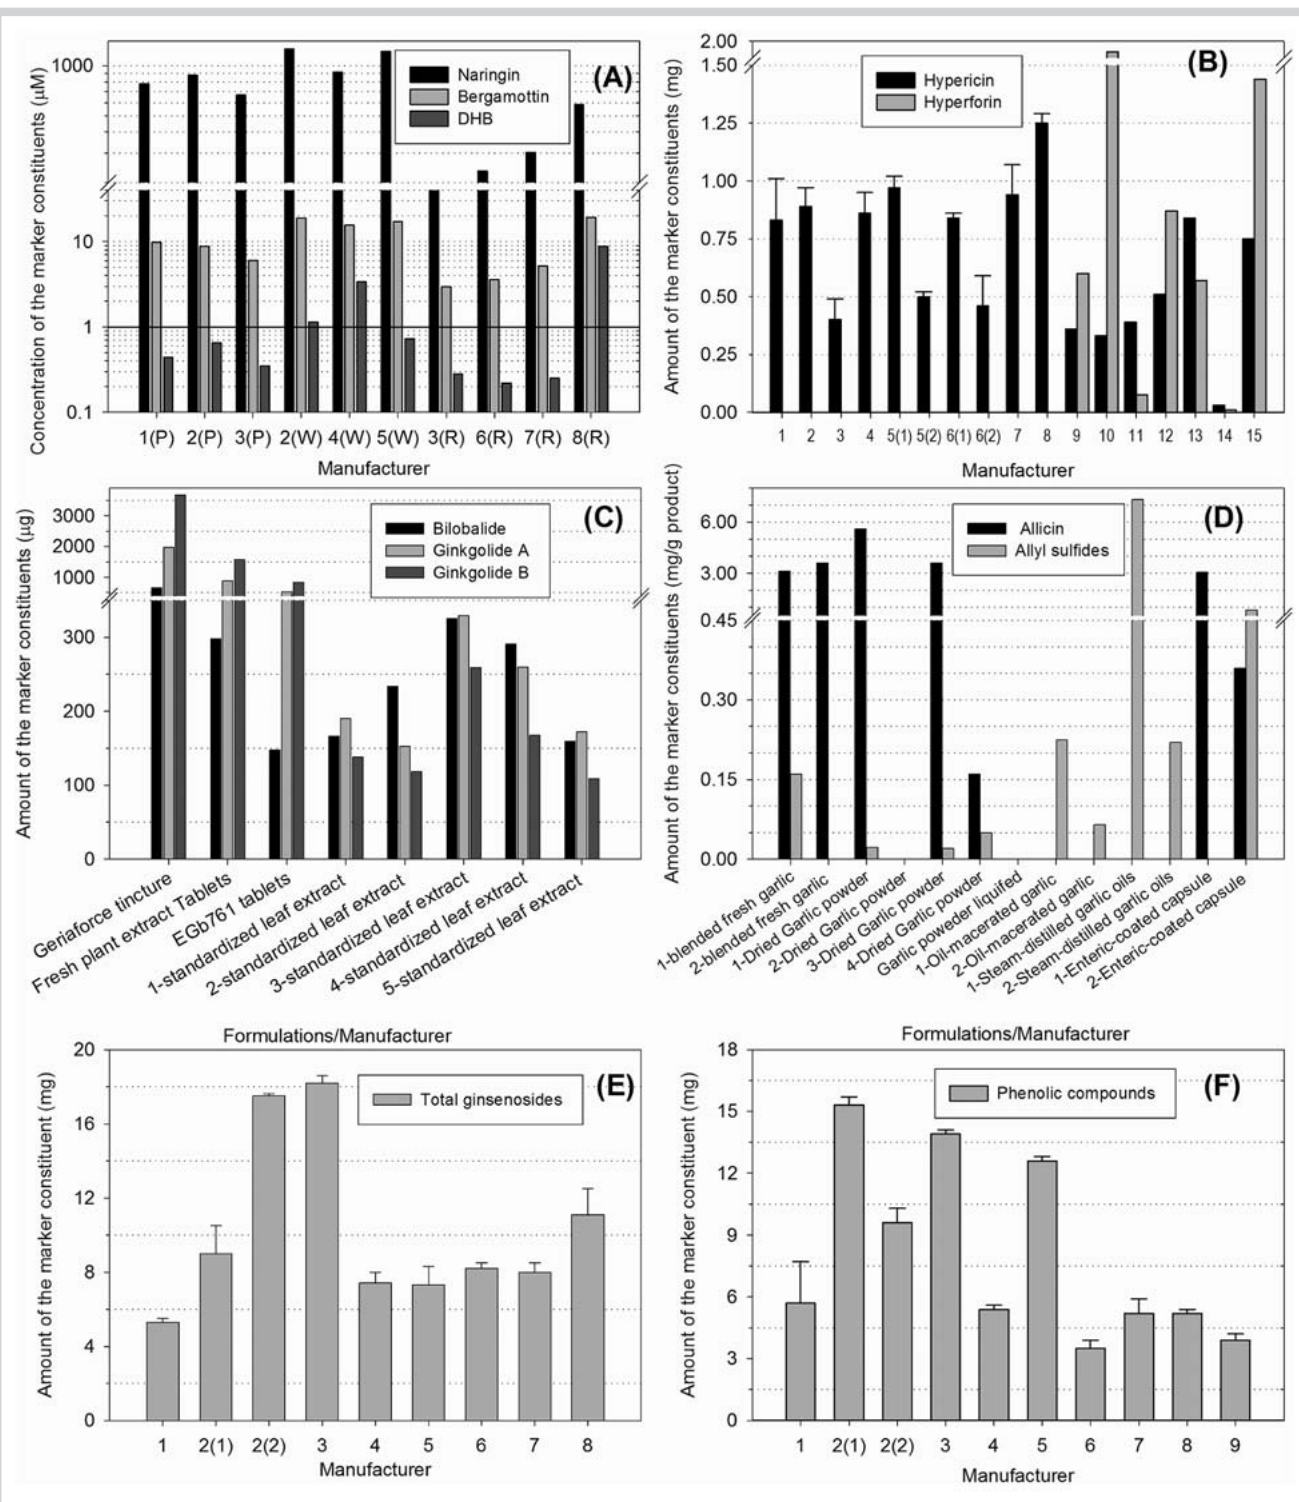 Concentration of the marker constituents (µM)
1000
10
1
0.1
Naringin
Bergamottin
DHB
(A)
1(P) 2(P) 3(P) 2(W) 4(W) 5(W) 3(R) 6(R) 7(R) 8(R)
Manufacturer
Amount of the marker constituents (mg)
2.00
1.50
1.25
1.00
0.75
0.50
0.25
0.00
Hypericin
Hyperforin
(B)
1 2 3 4 5(1) 5(2) 6(1) 6(2) 7 8 9 10 11 12 13 14 15
Manufacturer
Amount of the marker constituents (µg)
3000
2000
1000
300
200
100
0
Bilobalide
Ginkgolide A
Ginkgolide B
(C)
Geriaforce tincture
Fresh plant extract Tablets
EGb761 tablets
1-standardized leaf extract
2-standardized leaf extract
3-standardized leaf extract
4-standardized leaf extract
5-standardized leaf extract
Formulations/Manufacturer
Amount of the marker constituents (mg/g product)
6.00
3.00
0.45
0.30
0.15
0.00
Allicin
Allyl sulfides
(D)
1-blended fresh garlic
2-blended fresh garlic
1-Dried Garlic powder
2-Dried Garlic powder
3-Dried Garlic powder
4-Dried Garlic powder
Garlic powder liquifed
1-Oil-macerated garlic
2-Oil-macerated garlic
1-Steam-distilled garlic oils
2-Steam-distilled garlic oils
1-Enteric-coated capsule
2-Enteric-coated capsule
Formulations/Manufacturer
Amount of the marker constituent (mg)
20
16
12
8
4
0
Total ginsenosides
(E)
1 2(1) 2(2) 3 4 5 6 7 8
Manufacturer
Amount of the marker constituent (mg)
18
15
12
9
6
3
0
Phenolic compounds
(F)
1 2(1) 2(2) 3 4 5 6 7 8 9
Manufacturer